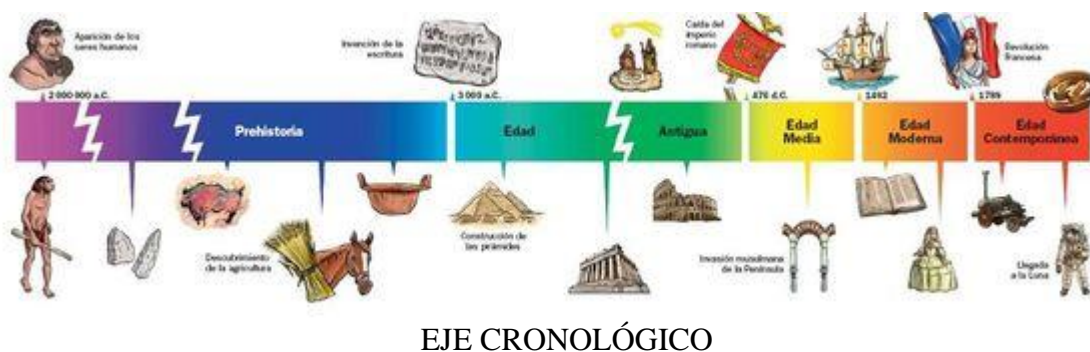 Aparición de los
seres humanos
Invención de la
escritura
Caída del
imperio
romano
Revolución
Francesa
2 000 000 a.C.
3 000 a.C.
476 d.C.
1492
1789
Prehistoria
Edad
Antigua
Edad
Media
Edad
Moderna
Edad
Contemporánea
Descubrimiento
de la agricultura
Construcción de
las pirámides
Invasión musulmana
de la Península
Llegada
a la Luna
EJE CRONOLÓGICO